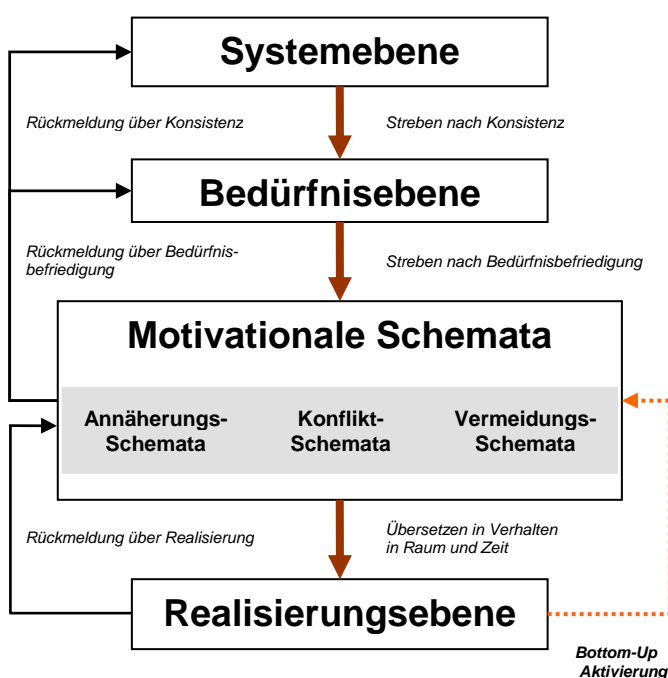 Systemebene
Rückmeldung über Konsistenz
Streben nach Konsistenz
Bedürfnisebene
Rückmeldung über Bedürfnis-
befriedigung
Streben nach Bedürfnisbefriedigung
Motivationale Schemata
Annäherungs-
Schemata
Konflikt-
Schemata
Vermeidungs-
Schemata
Rückmeldung über Realisierung
Übersetzen in Verhalten
in Raum und Zeit
Realisierungsebene
Bottom-Up
Aktivierung